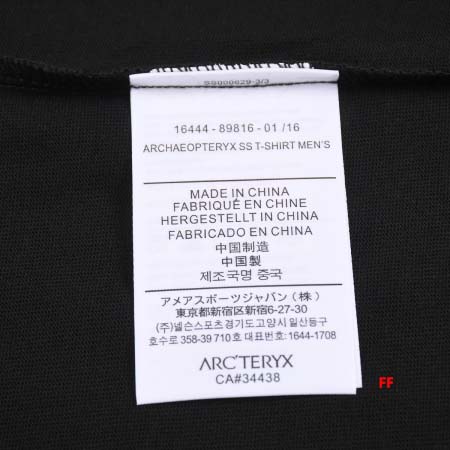 SS000629-3/3
16444 - 89816 - 01 /16
ARCHAEOPTERYX SS T-SHIRT MEN'S
MADE IN CHINA
FABRIQUÉ EN CHINE
HERGESTELLT IN CHINA
FABRICADO EN CHINA
中国制造
中国製
제조국명 중국
アメアスポーツジャパン（株）
東京都新宿区新宿6-27-30
(주)넬슨스포츠경기도고양시일산동구
호수로 358-39 710호 대표번호: 1644-1708
ARC'TERYX
CA#34438
FF